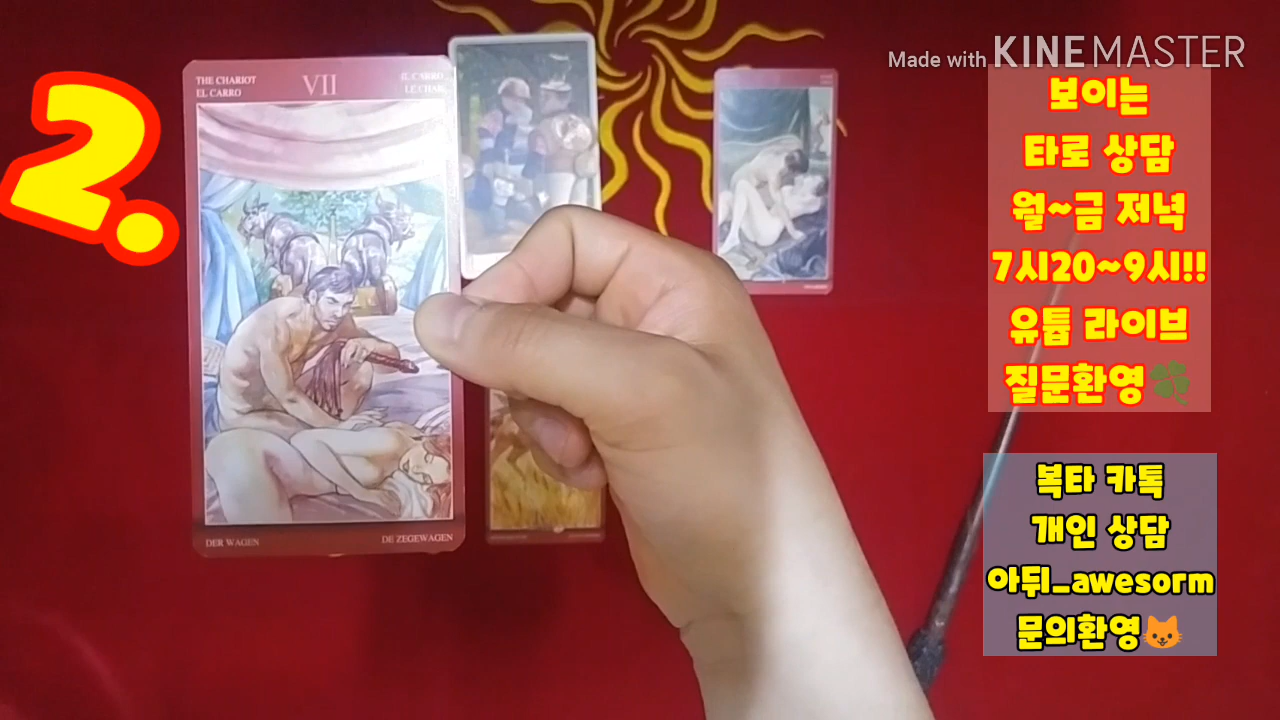 Made with KINEMASTER
2.
THE CHARIOT
EL CARRO
VII
IL CARRO
LE CHAR
DER WAGEN
DE ZEGEWAGEN
보이는
타로 상담
월~금 저녁
7시20~9시!!
유튭 라이브
질문환영🍀
복타 카톡
개인 상담
아뒤_awesorm
문의환영😺